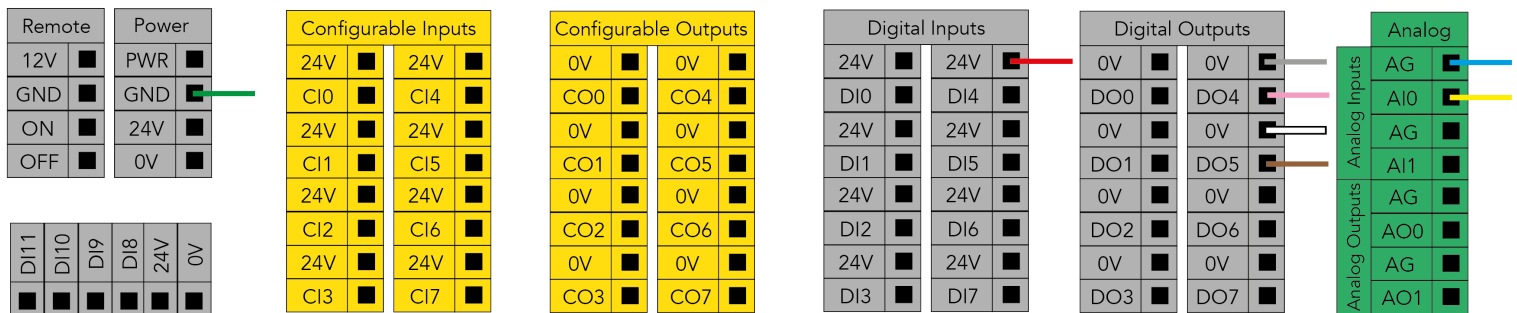 Remote
12V
GND
ON
OFF
Power
PWR
GND
24V
0V
DI11
DI10
DI9
DI8
24V
0V
Configurable Inputs
24V 24V
CI0 CI4
24V 24V
CI1 CI5
24V 24V
CI2 CI6
24V 24V
CI3 CI7
Configurable Outputs
0V 0V
CO0 CO4
0V 0V
CO1 CO5
0V 0V
CO2 CO6
0V 0V
CO3 CO7
Digital Inputs
24V 24V
DI0 DI4
24V 24V
DI1 DI5
24V 24V
DI2 DI6
24V 24V
DI3 DI7
Digital Outputs
0V 0V
DO0 DO4
0V 0V
DO1 DO5
0V 0V
DO2 DO6
0V 0V
DO3 DO7
Analog
Analog Inputs
AG
AI0
AG
AI1
Analog Outputs
AG
AO0
AG
AO1